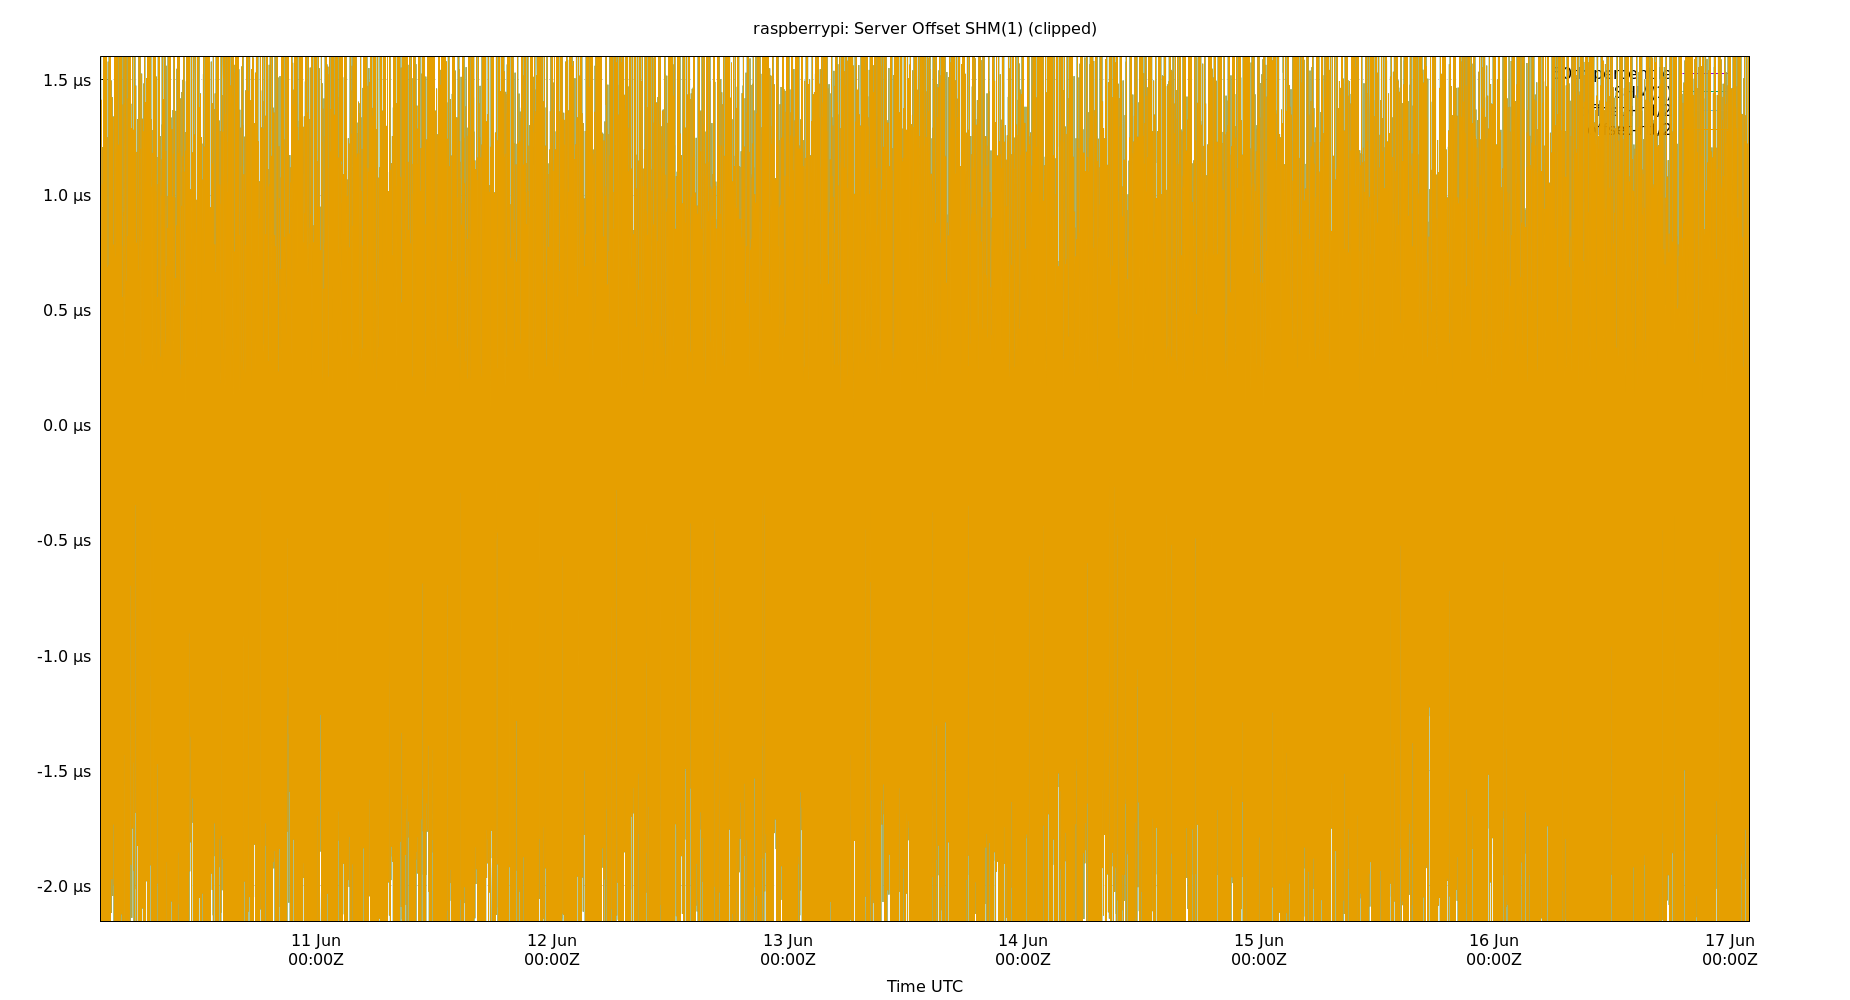 raspberrypi: Server Offset SHM(1) (clipped)
1.5 µs
1.0 µs
0.5 µs
0.0 µs
-0.5 µs
-1.0 µs
-1.5 µs
-2.0 µs
11 Jun 12 Jun 13 Jun 14 Jun 15 Jun 16 Jun 17 Jun
00:00Z 00:00Z 00:00Z 00:00Z 00:00Z 00:00Z 00:00Z
Time UTC